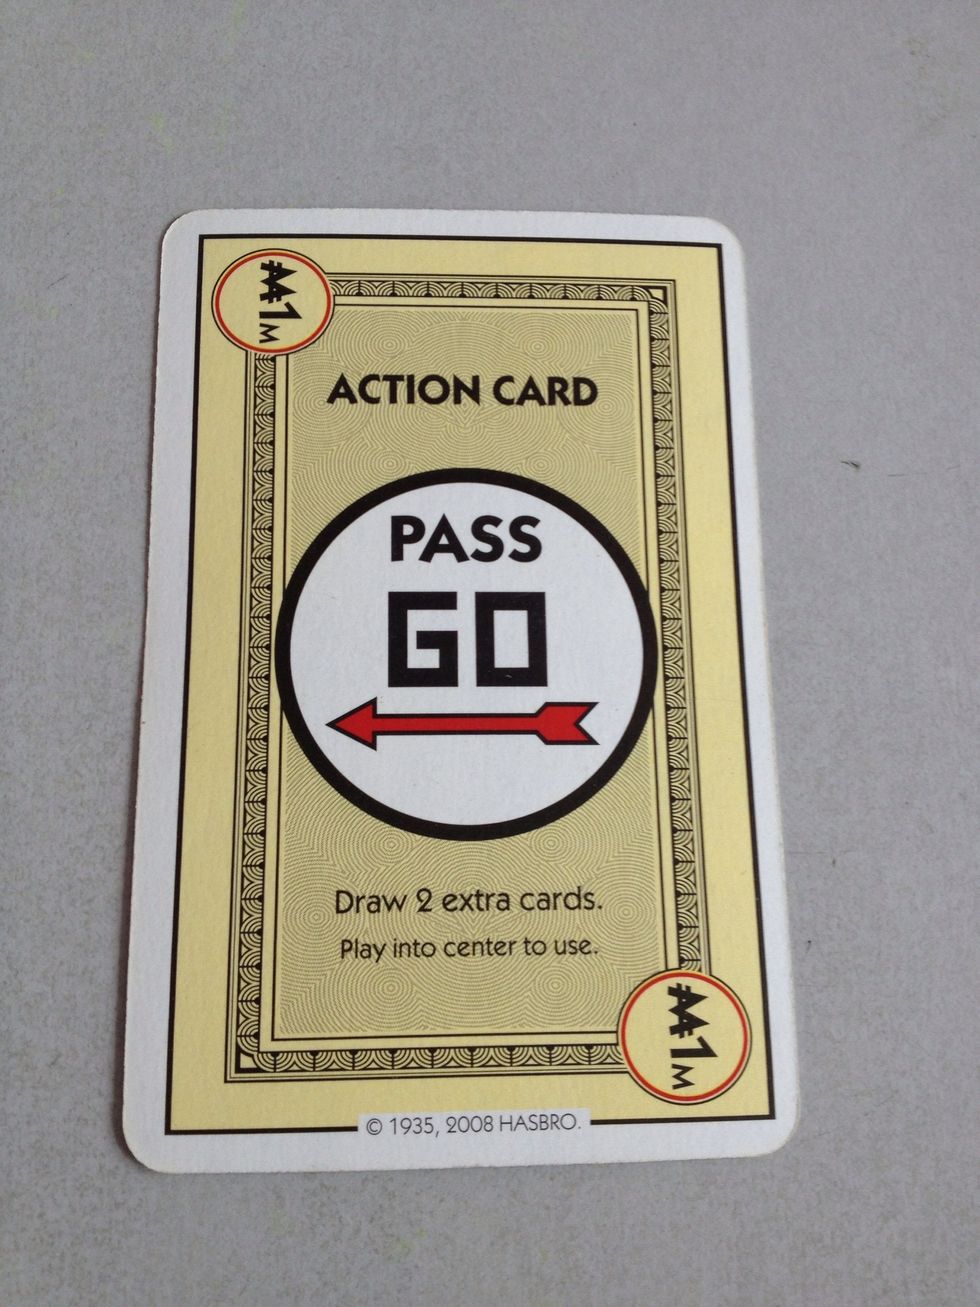 ₩1M
ACTION CARD
PASS
GO
Draw 2 extra cards.
Play into center to use.
₩1M
© 1935, 2008 HASBRO.